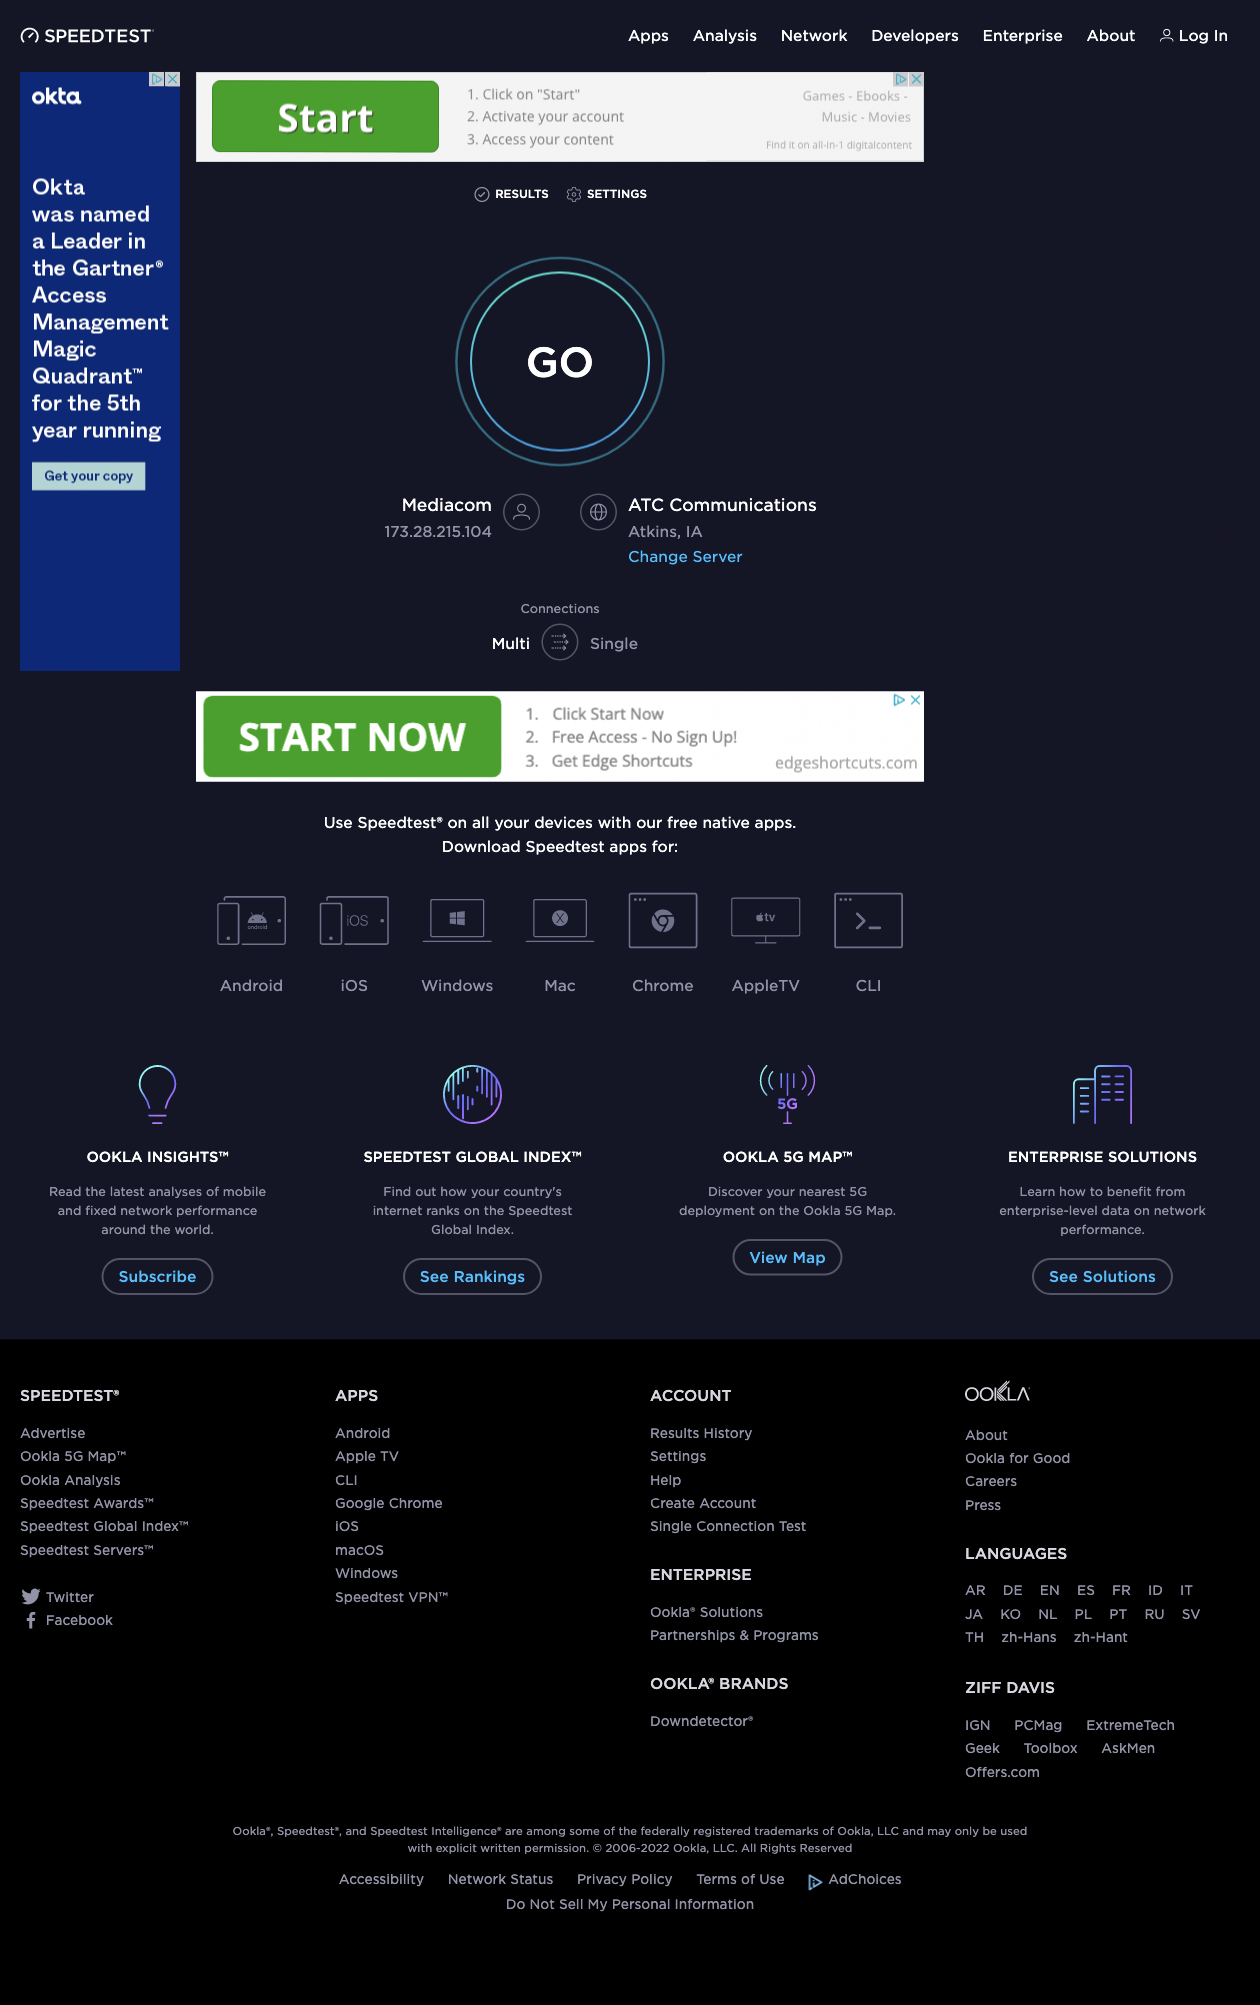 SPEEDTEST
Apps Analysis Network Developers Enterprise About Log In
okta
Okta
was named
a Leader in
the Gartner®
Access
Management
Magic
Quadrant™
for the 5th
year running
Get your copy
Start
1. Click on "Start"
2. Activate your account
3. Access your content
Games - Ebooks -
Music - Movies
Find it on all-in-1 digitalcontent
RESULTS SETTINGS
GO
Mediacom
173.28.215.104
ATC Communications
Atkins, IA
Change Server
Connections
Multi Single
START NOW
1. Click Start Now
2. Free Access - No Sign Up!
3. Get Edge Shortcuts
edgeshortcuts.com
Use Speedtest® on all your devices with our free native apps.
Download Speedtest apps for:
android iOS X tv
Android iOS Windows Mac Chrome AppleTV CLI
5G
OOKLA INSIGHTS™
Read the latest analyses of mobile
and fixed network performance
around the world.
Subscribe
SPEEDTEST GLOBAL INDEX™
Find out how your country's
internet ranks on the Speedtest
Global Index.
See Rankings
OOKLA 5G MAP™
Discover your nearest 5G
deployment on the Ookla 5G Map.
View Map
ENTERPRISE SOLUTIONS
Learn how to benefit from
enterprise-level data on network
performance.
See Solutions
SPEEDTEST®
Advertise
Ookla 5G Map™
Ookla Analysis
Speedtest Awards™
Speedtest Global Index™
Speedtest Servers™
Twitter
Facebook
APPS
Android
Apple TV
CLI
Google Chrome
iOS
macOS
Windows
Speedtest VPN™
ACCOUNT
Results History
Settings
Help
Create Account
Single Connection Test
ENTERPRISE
Ookla® Solutions
Partnerships & Programs
OOKLA® BRANDS
Downdetector®
OOKLA
About
Ookla for Good
Careers
Press
LANGUAGES
AR DE EN ES FR ID IT
JA KO NL PL PT RU SV
TH zh-Hans zh-Hant
ZIFF DAVIS
IGN PCMag ExtremeTech
Geek Toolbox AskMen
Offers.com
Ookla®, Speedtest®, and Speedtest Intelligence® are among some of the federally registered trademarks of Ookla, LLC and may only be used
with explicit written permission. © 2006-2022 Ookla, LLC. All Rights Reserved
Accessibility Network Status Privacy Policy Terms of Use AdChoices
Do Not Sell My Personal Information